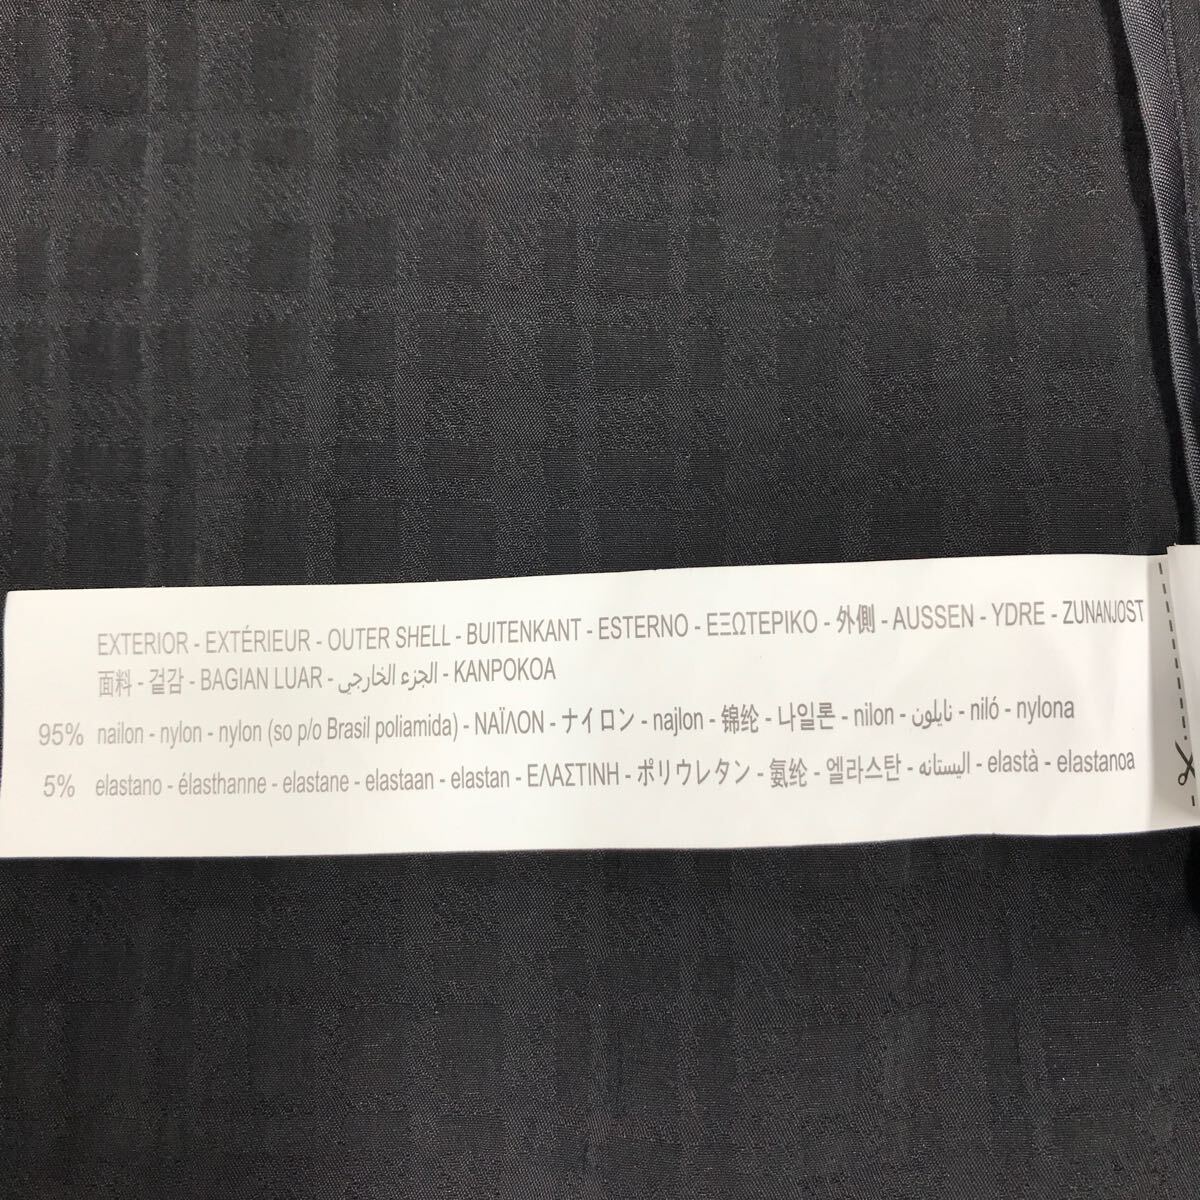 EXTERIOR - EXTÉRIEUR - OUTER SHELL - BUITENKANT - ESTERNO - ΕΞΩΤΕΡΙΚΟ - 外側 - AUSSEN - YDRE - ZUNANJOST
面料 - 겉감 - BAGIAN LUAR - الجزء الخارجي - KANPOKOA
95% nailon - nylon - nylon (so p/o Brasil poliamida) - ΝΑΪΛΟΝ - ナイロン - najlon - 锦纶 - 나일론 - nilon - نايلون - niló - nylona
5% elastano - élasthanne - elastane - elastaan - elastan - ΕΛΑΣΤΙΝΗ - ポリウレタン - 氨纶 - 엘라스탄 - اليستانه - elastà - elastanoa